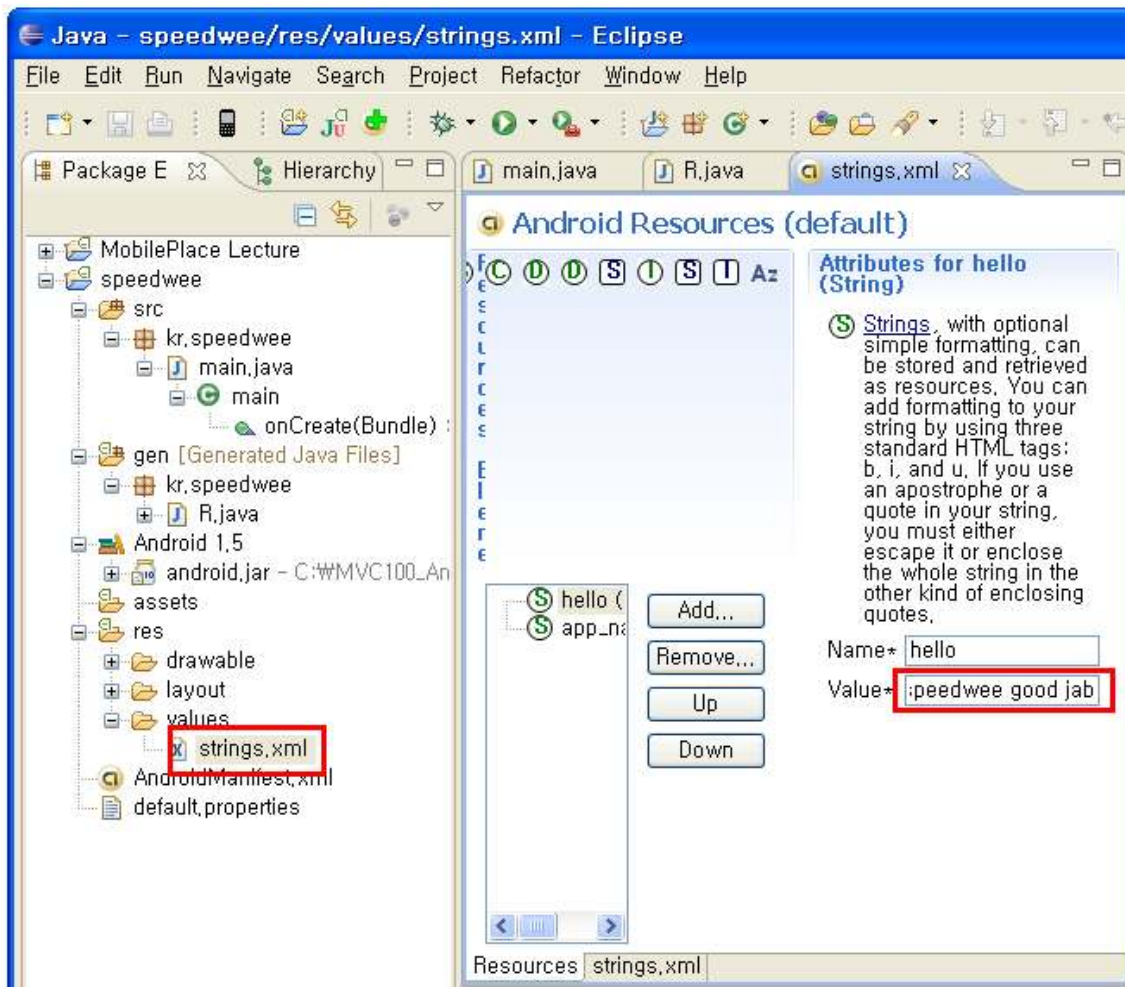 Java - speedwee/res/values/strings.xml - Eclipse
File Edit Run Navigate Search Project Refactor Window Help
Package E Hierarchy
main.java R.java strings.xml
MobilePlace Lecture
speedwee
src
kr.speedwee
main.java
main
onCreate(Bundle) :
gen [Generated Java Files]
kr.speedwee
R.java
Android 1.5
android.jar - C:₩MVC100_An
assets
res
drawable
layout
values
strings.xml
AndroidManifest.xml
default.properties
Android Resources (default)
C D D S I S T Az
hello (
app_na
Add...
Remove...
Up
Down
Attributes for hello
(String)
S Strings, with optional
simple formatting, can
be stored and retrieved
as resources. You can
add formatting to your
string by using three
standard HTML tags:
b, i, and u. If you use
an apostrophe or a
quote in your string,
you must either
escape it or enclose
the whole string in the
other kind of enclosing
quotes.
Name* hello
Value* speedwee good jab
Resources strings.xml